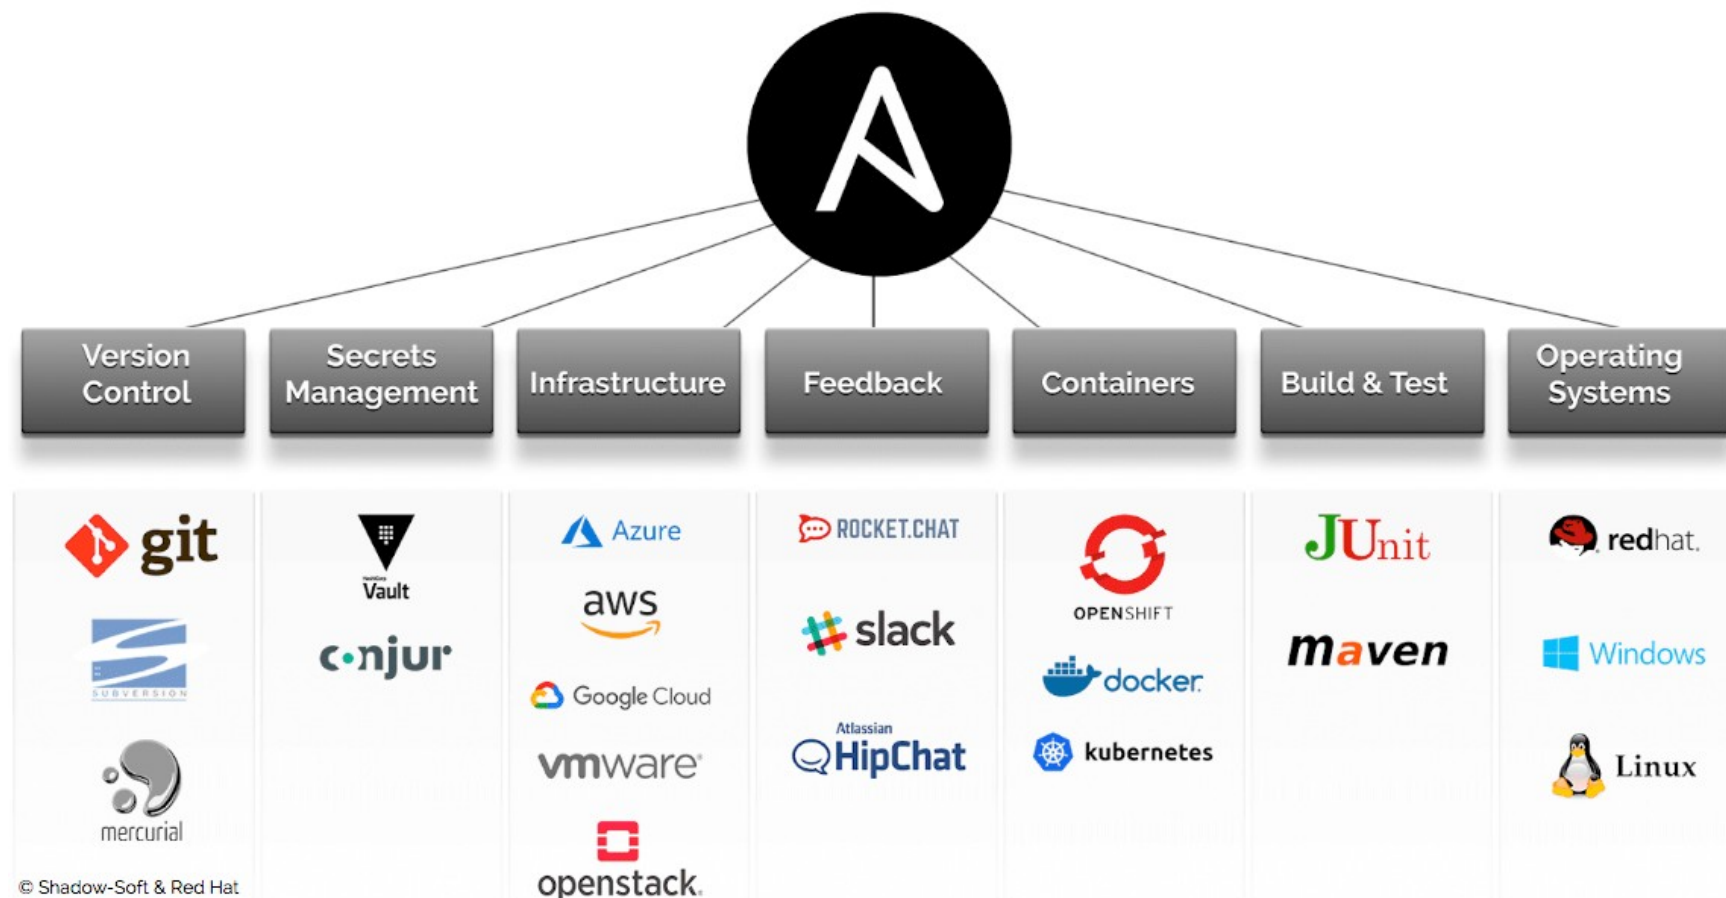 Version
Control
Secrets
Management
Infrastructure
Feedback
Containers
Build & Test
Operating
Systems
git
SUBVERSION
mercurial
HashiCorp
Vault
conjur
Azure
aws
Google Cloud
vmware®
openstack®
ROCKET.CHAT
slack
Atlassian
HipChat
OPENSHIFT
docker
kubernetes
JUnit
maven
redhat.
Windows
Linux
© Shadow-Soft & Red Hat